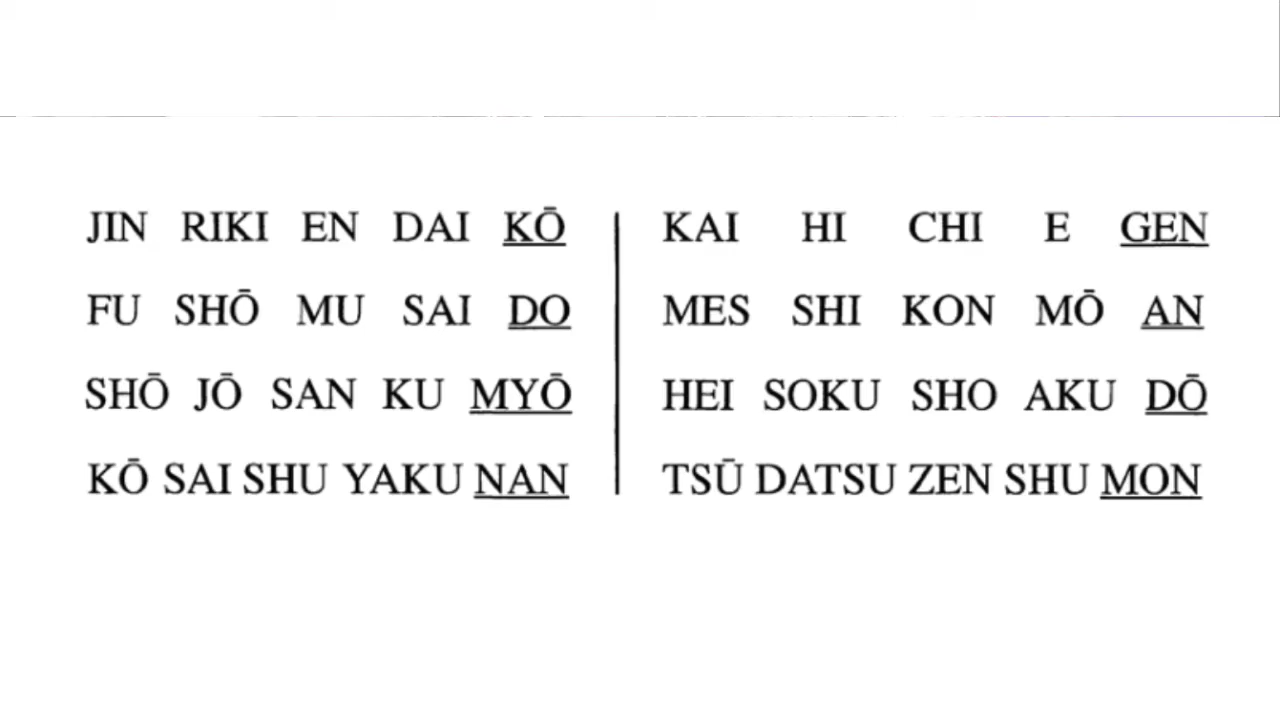 JIN RIKI EN DAI KŌ
FU SHŌ MU SAI DO
SHŌ JŌ SAN KU MYŌ
KŌ SAI SHU YAKU NAN
KAI HI CHI E GEN
MES SHI KON MŌ AN
HEI SOKU SHO AKU DŌ
TSŪ DATSU ZEN SHU MON